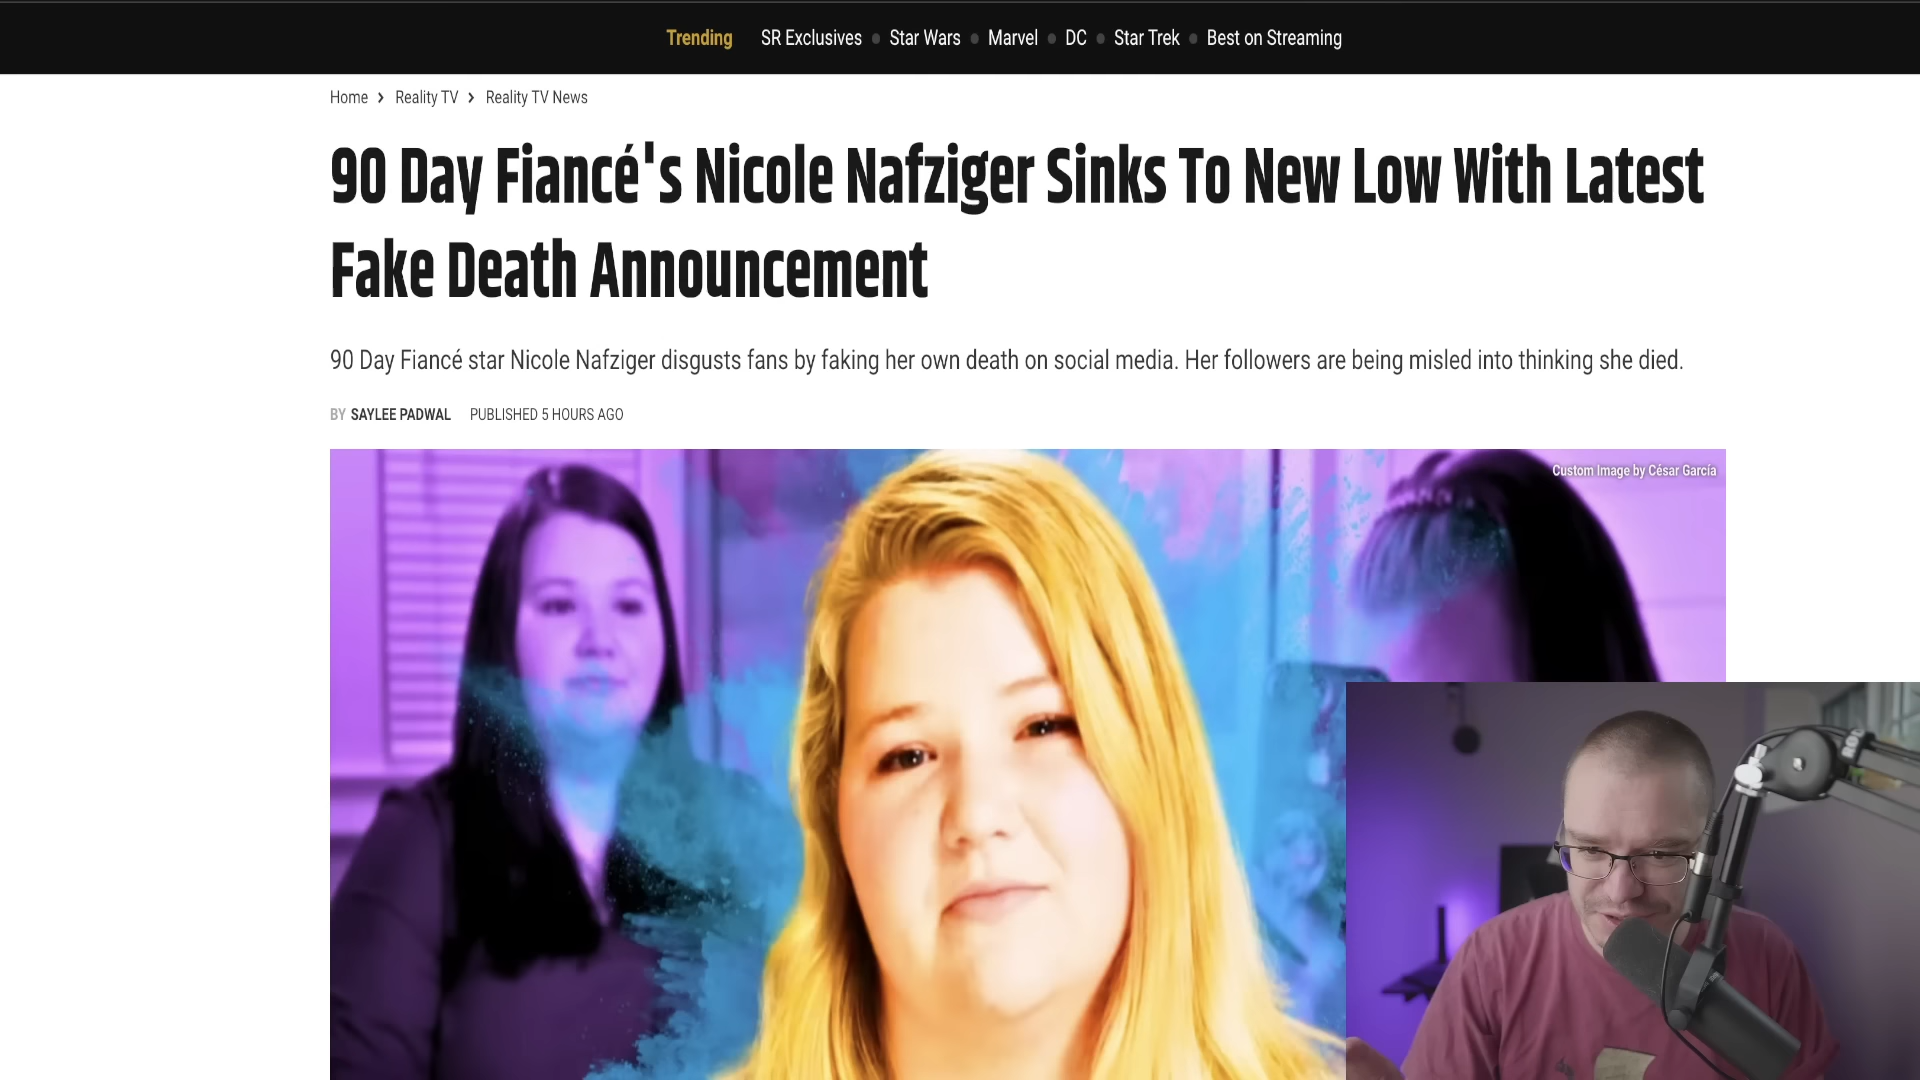 Trending SR Exclusives Star Wars Marvel DC Star Trek Best on Streaming
Home > Reality TV > Reality TV News
90 Day Fiancé's Nicole Nafziger Sinks To New Low With Latest
Fake Death Announcement
90 Day Fiancé star Nicole Nafziger disgusts fans by faking her own death on social media. Her followers are being misled into thinking she died.
BY SAYLEE PADWAL PUBLISHED 5 HOURS AGO
Custom Image by César García